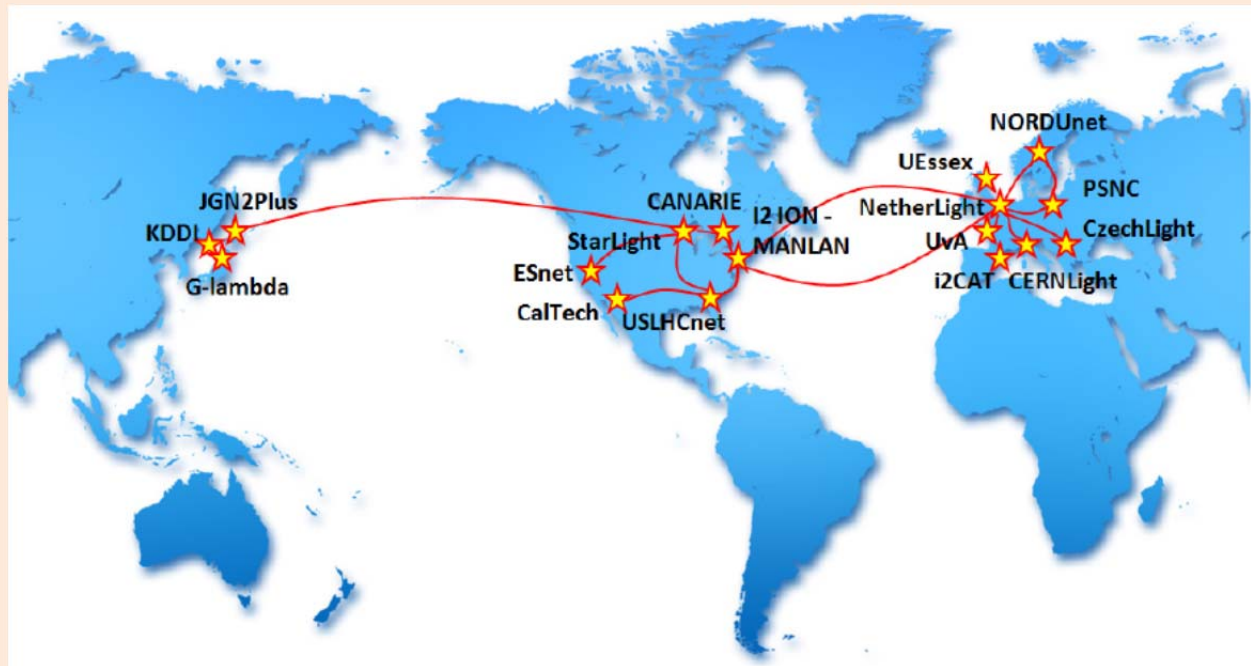 NORDUnet
UEssex
PSNC
JGN2Plus
CANARIE
I2 ION -
MANLAN
NetherLight
KDDI
StarLight
UvA
CzechLight
G-lambda
ESnet
i2CAT
CERNLight
CalTech
USLHCnet